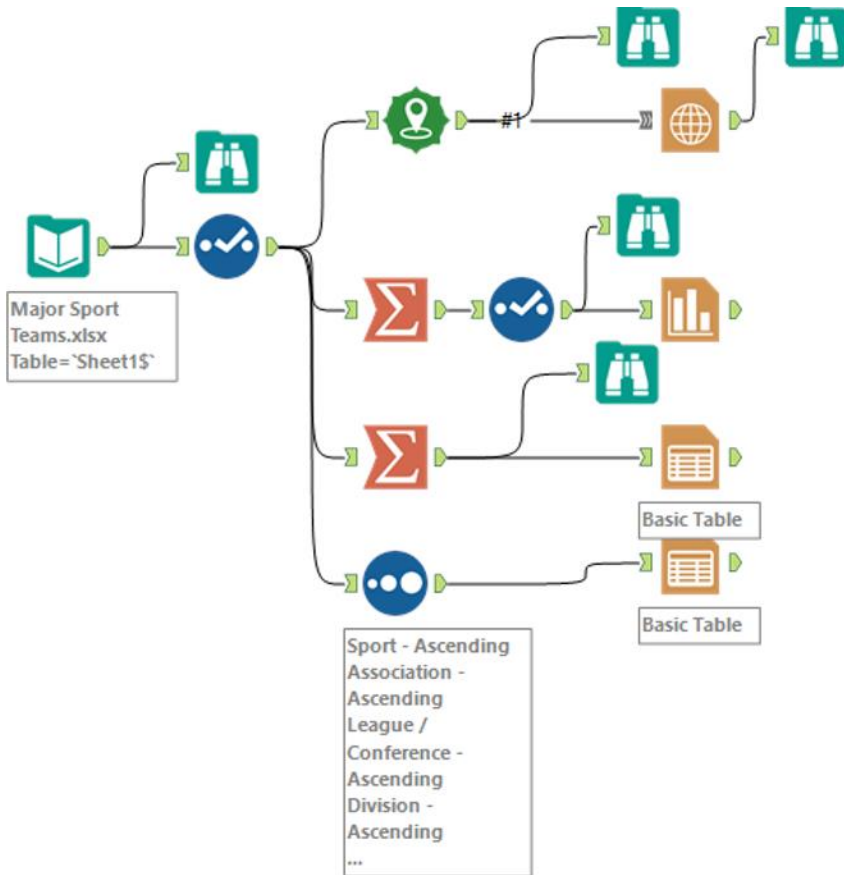 #1
Major Sport
Teams.xlsx
Table=`Sheet1$`
Basic Table
Basic Table
Sport - Ascending
Association -
Ascending
League /
Conference -
Ascending
Division -
Ascending
...